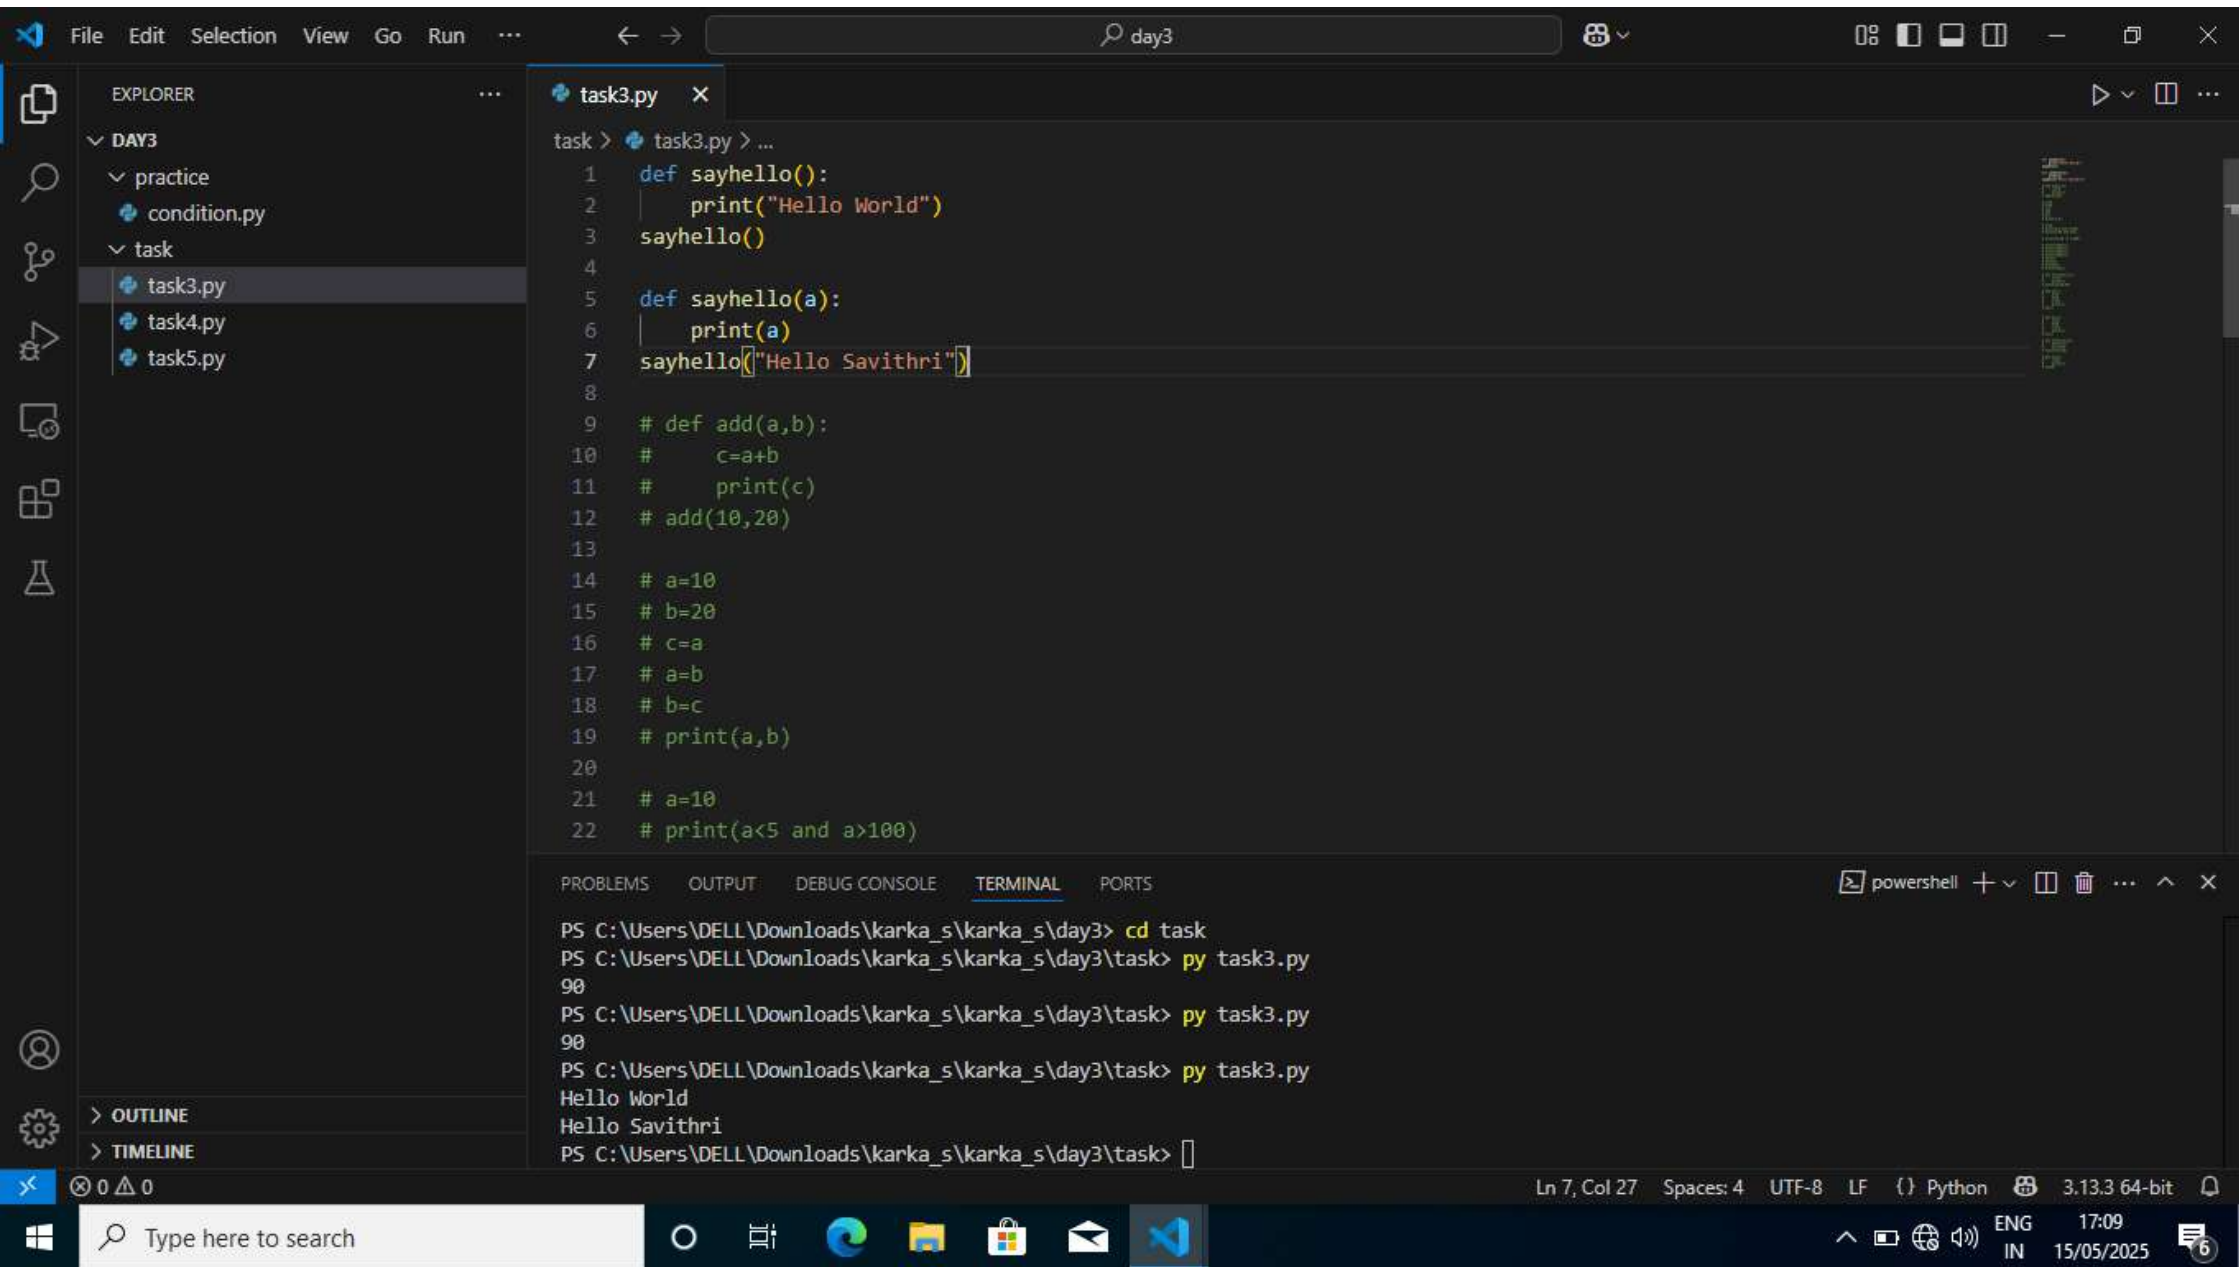 File Edit Selection View Go Run ...
day3
EXPLORER ...
DAY3
practice
condition.py
task
task3.py
task4.py
task5.py
OUTLINE
TIMELINE
task3.py
task > task3.py > ...
1 def sayhello():
2     print("Hello World")
3 sayhello()
4
5 def sayhello(a):
6     print(a)
7 sayhello("Hello Savithri")
8
9 # def add(a,b):
10 #     c=a+b
11 #     print(c)
12 # add(10,20)
13
14 # a=10
15 # b=20
16 # c=a
17 # a=b
18 # b=c
19 # print(a,b)
20
21 # a=10
22 # print(a<5 and a>100)
PROBLEMS OUTPUT DEBUG CONSOLE TERMINAL PORTS
powershell
PS C:\Users\DELL\Downloads\karka_s\karka_s\day3> cd task
PS C:\Users\DELL\Downloads\karka_s\karka_s\day3\task> py task3.py
90
PS C:\Users\DELL\Downloads\karka_s\karka_s\day3\task> py task3.py
90
PS C:\Users\DELL\Downloads\karka_s\karka_s\day3\task> py task3.py
Hello World
Hello Savithri
PS C:\Users\DELL\Downloads\karka_s\karka_s\day3\task>
0 0 Ln 7, Col 27 Spaces: 4 UTF-8 LF {} Python 3.13.3 64-bit
Type here to search
ENG
IN
17:09
15/05/2025
6